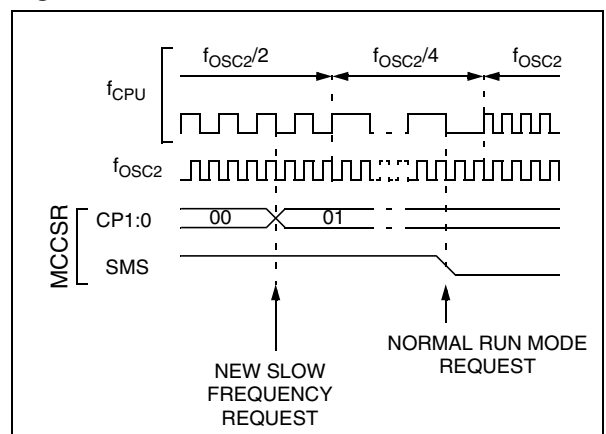 fOSC2/2 fOSC2/4 fOSC2
fCPU
fOSC2
MCCSR
CP1:0 00 01
SMS
NEW SLOW
FREQUENCY
REQUEST
NORMAL RUN MODE
REQUEST